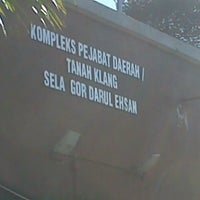 KOMPLEKS PEJABAT DAERAH /
TANAH KLANG
SELA GOR DARUL EHSAN